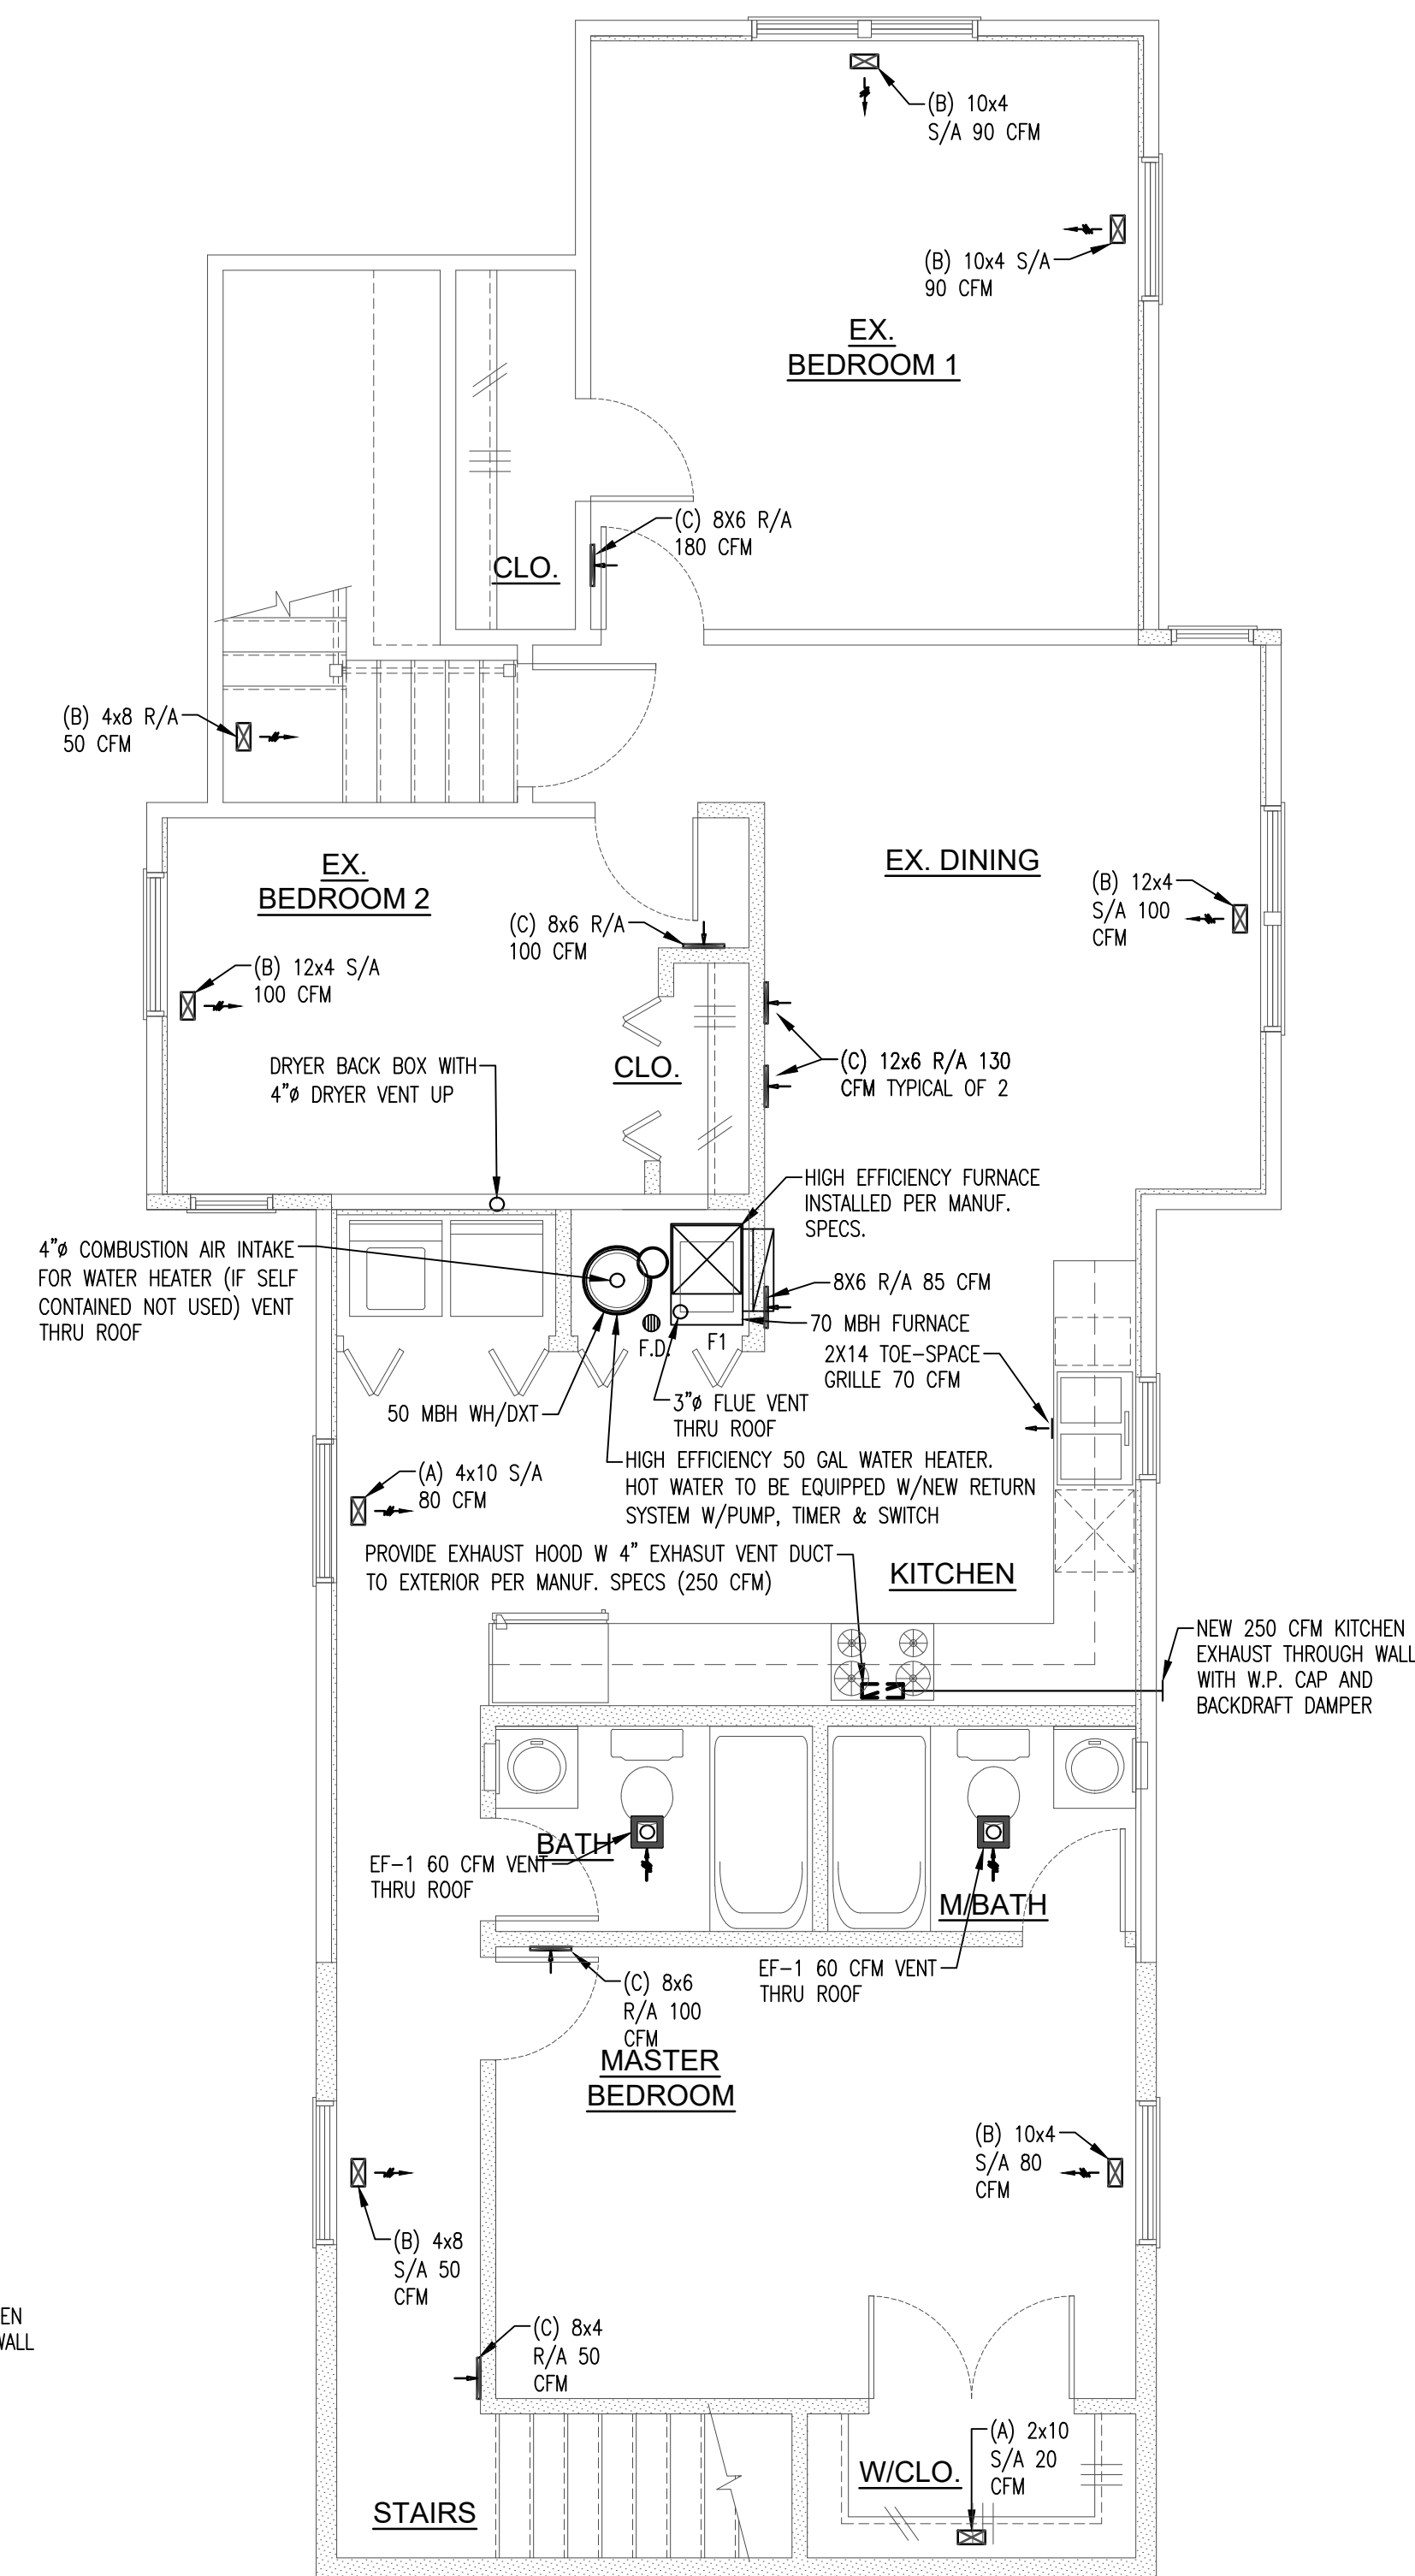 (B) 10x4
S/A 90 CFM
(B) 10x4 S/A
90 CFM
EX.
BEDROOM 1
(C) 8X6 R/A
180 CFM
CLO.
(B) 4x8 R/A
50 CFM
EX.
BEDROOM 2
EX. DINING
(B) 12x4
S/A 100
CFM
(C) 8x6 R/A
100 CFM
(B) 12x4 S/A
100 CFM
DRYER BACK BOX WITH
4"ø DRYER VENT UP
CLO.
(C) 12x6 R/A 130
CFM TYPICAL OF 2
HIGH EFFICIENCY FURNACE
INSTALLED PER MANUF.
SPECS.
4"ø COMBUSTION AIR INTAKE
FOR WATER HEATER (IF SELF
CONTAINED NOT USED) VENT
THRU ROOF
8X6 R/A 85 CFM
70 MBH FURNACE
F.D.
F1
2X14 TOE-SPACE
GRILLE 70 CFM
50 MBH WH/DXT
3"ø FLUE VENT
THRU ROOF
HIGH EFFICIENCY 50 GAL WATER HEATER.
HOT WATER TO BE EQUIPPED W/NEW RETURN
SYSTEM W/PUMP, TIMER & SWITCH
(A) 4x10 S/A
80 CFM
PROVIDE EXHAUST HOOD W 4" EXHASUT VENT DUCT
TO EXTERIOR PER MANUF. SPECS (250 CFM)
KITCHEN
NEW 250 CFM KITCHEN
EXHAUST THROUGH WALL
WITH W.P. CAP AND
BACKDRAFT DAMPER
BATH
EF-1 60 CFM VENT
THRU ROOF
M/BATH
EF-1 60 CFM VENT
THRU ROOF
(C) 8x6
R/A 100
CFM
MASTER
BEDROOM
(B) 10x4
S/A 80
CFM
(B) 4x8
S/A 50
CFM
EN
WALL
(C) 8x4
R/A 50
CFM
(A) 2x10
S/A 20
CFM
W/CLO.
STAIRS